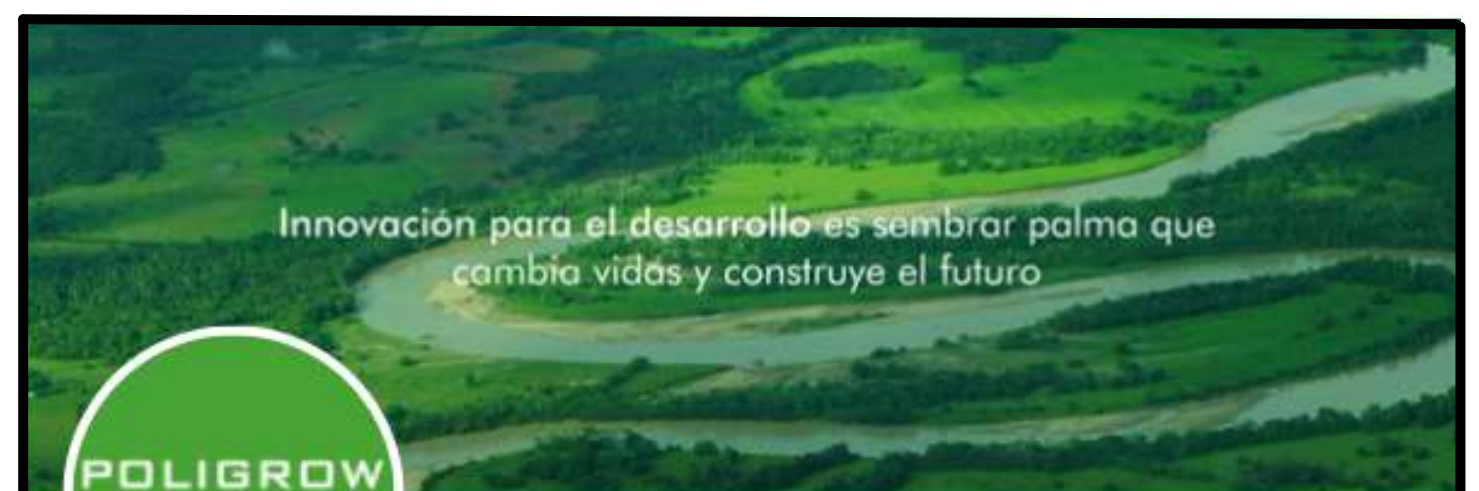 Innovación para el desarrollo es sembrar palma que
cambia vidas y construye el futuro
POLIGROW